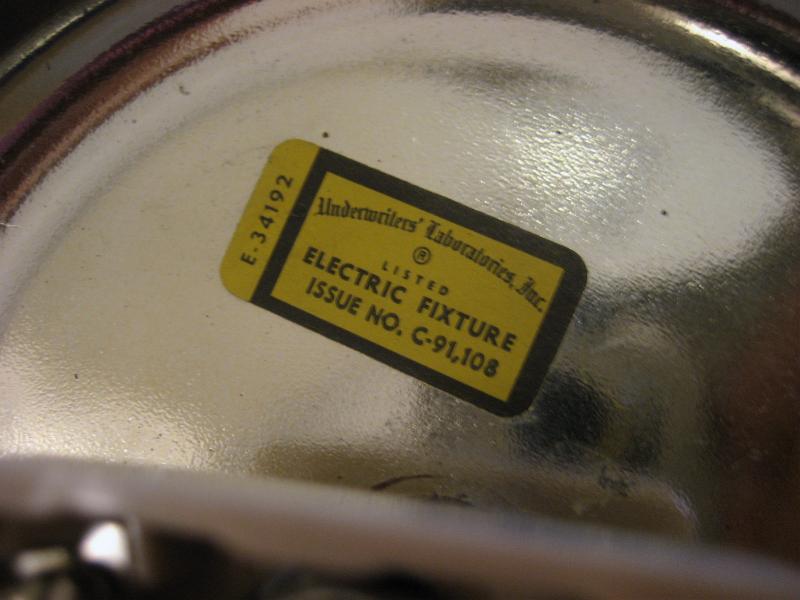 E-34192
Underwriters' Laboratories, Inc.
®
LISTED
ELECTRIC FIXTURE
ISSUE NO. C-91,108